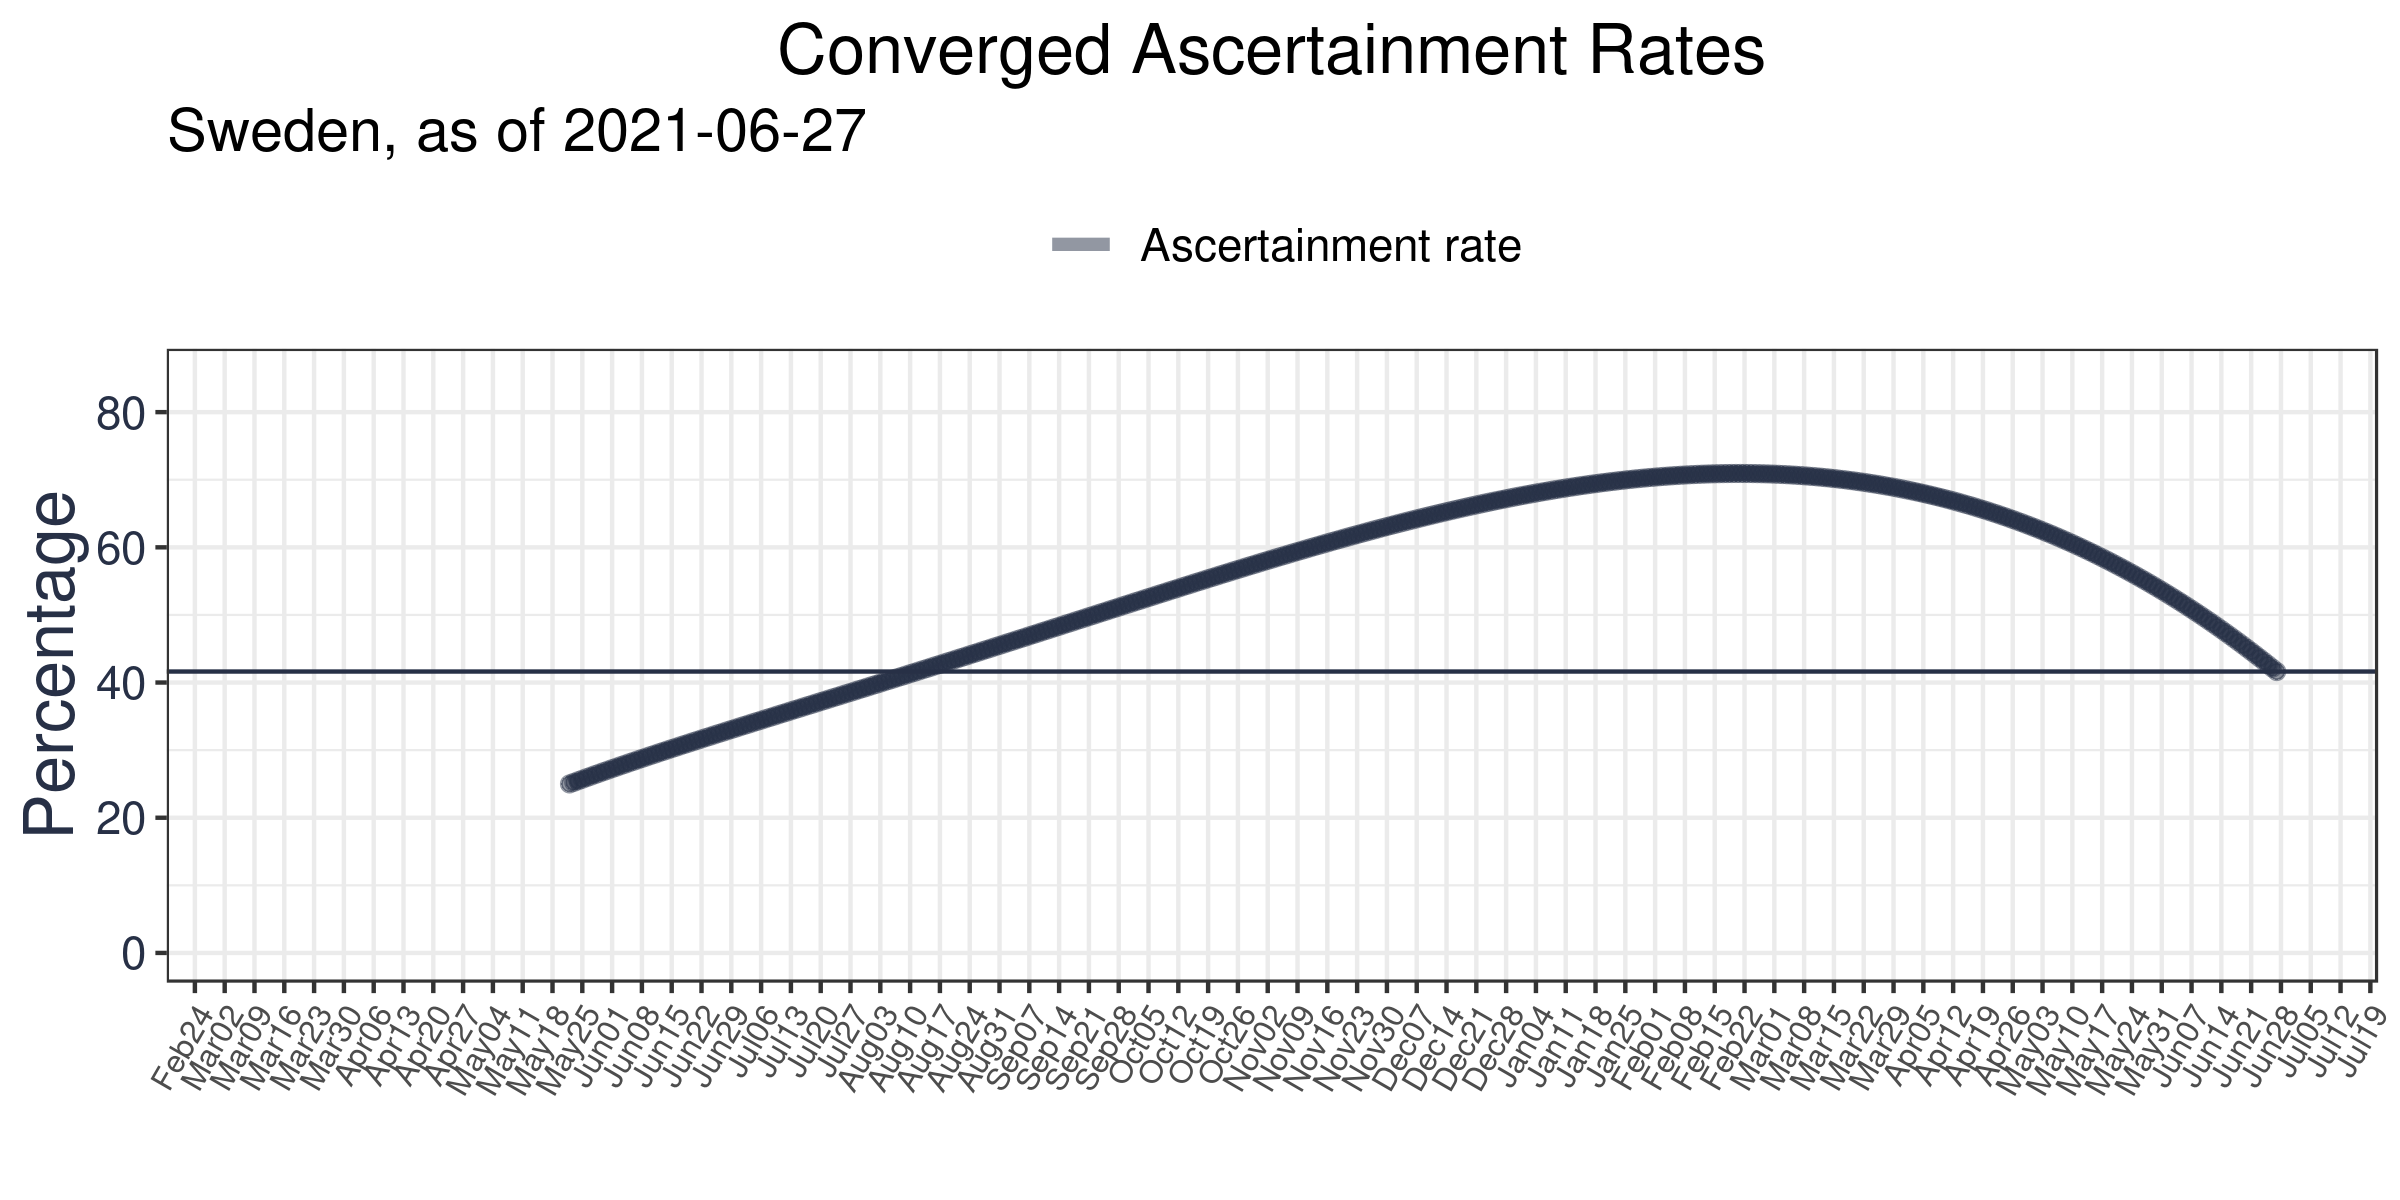 Converged Ascertainment Rates
Sweden, as of 2021-06-27
Ascertainment rate
Percentage
80
60
40
20
0
Feb24
Mar02
Mar09
Mar16
Mar23
Mar30
Apr06
Apr13
Apr20
Apr27
May04
May11
May18
May25
Jun01
Jun08
Jun15
Jun22
Jun29
Jul06
Jul13
Jul20
Jul27
Aug03
Aug10
Aug17
Aug24
Aug31
Sep07
Sep14
Sep21
Sep28
Oct05
Oct12
Oct19
Oct26
Nov02
Nov09
Nov16
Nov23
Nov30
Dec07
Dec14
Dec21
Dec28
Jan04
Jan11
Jan18
Jan25
Feb01
Feb08
Feb15
Feb22
Mar01
Mar08
Mar15
Mar22
Mar29
Apr05
Apr12
Apr19
Apr26
May03
May10
May17
May24
May31
Jun07
Jun14
Jun21
Jun28
Jul05
Jul12
Jul19